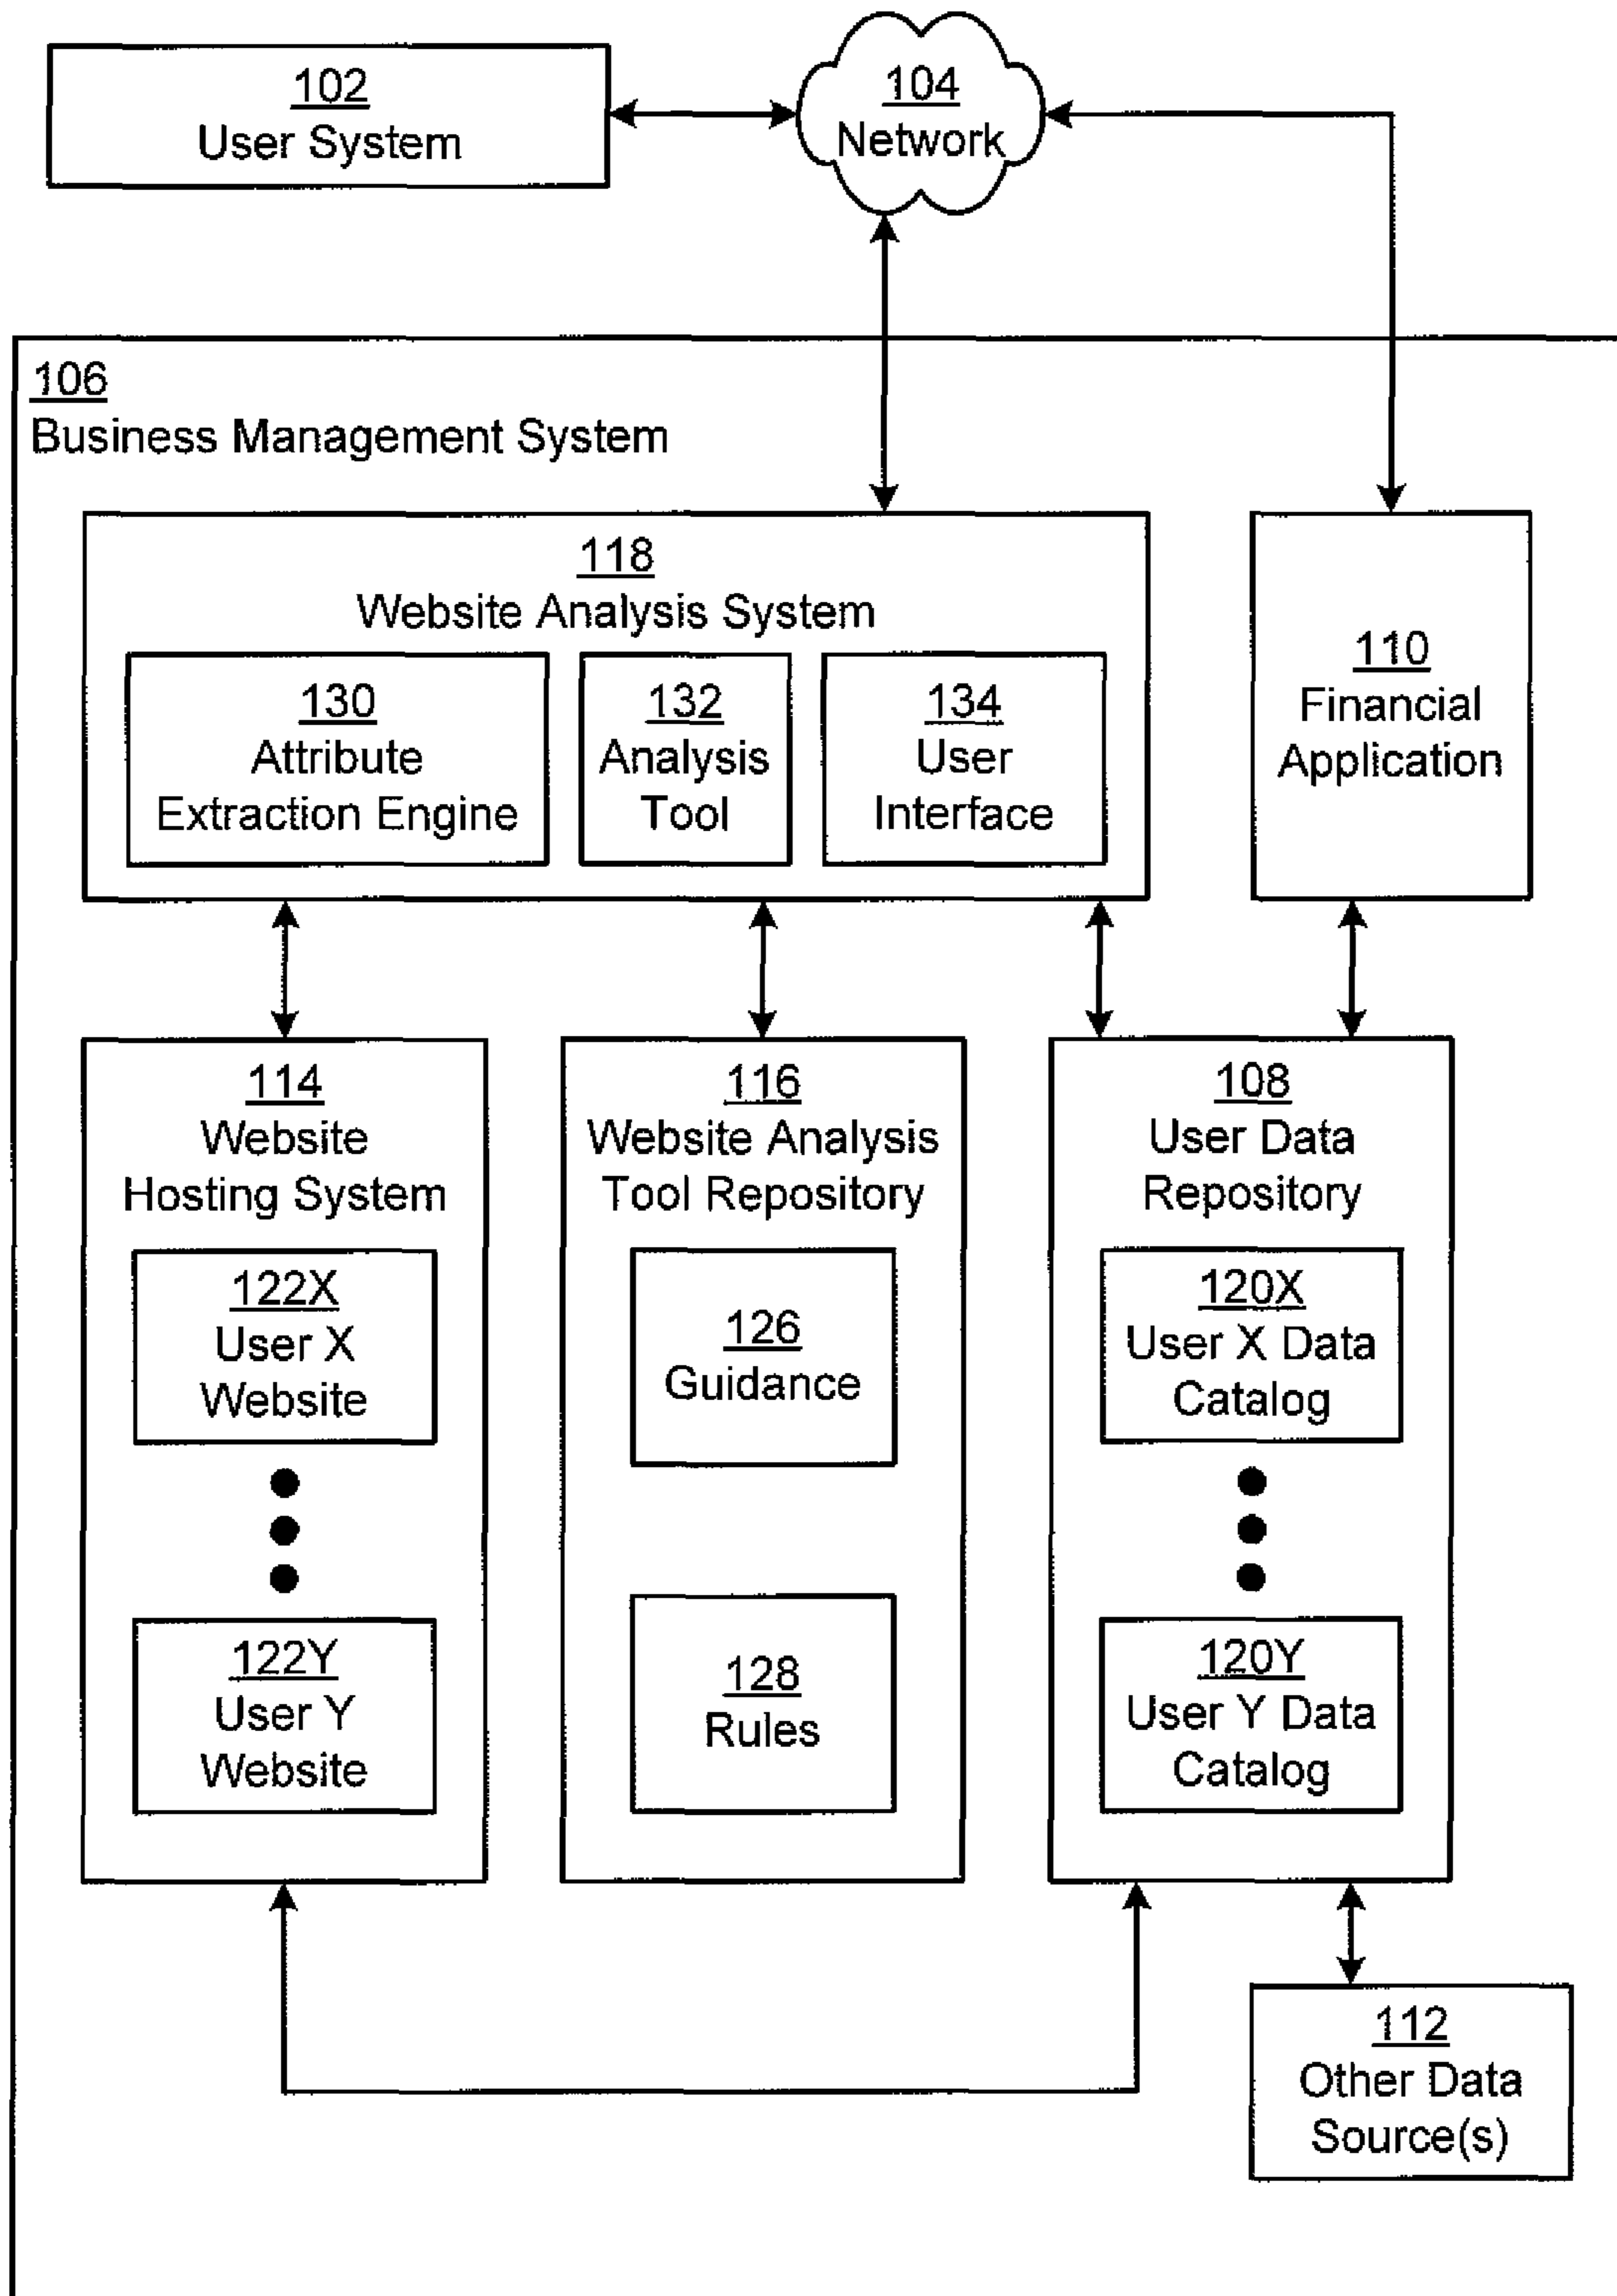 102
User System
104
Network
106
Business Management System
118
Website Analysis System
130
Attribute
Extraction Engine
132
Analysis
Tool
134
User
Interface
110
Financial
Application
114
Website
Hosting System
122X
User X
Website
122Y
User Y
Website
116
Website Analysis
Tool Repository
126
Guidance
128
Rules
108
User Data
Repository
120X
User X Data
Catalog
120Y
User Y Data
Catalog
112
Other Data
Source(s)